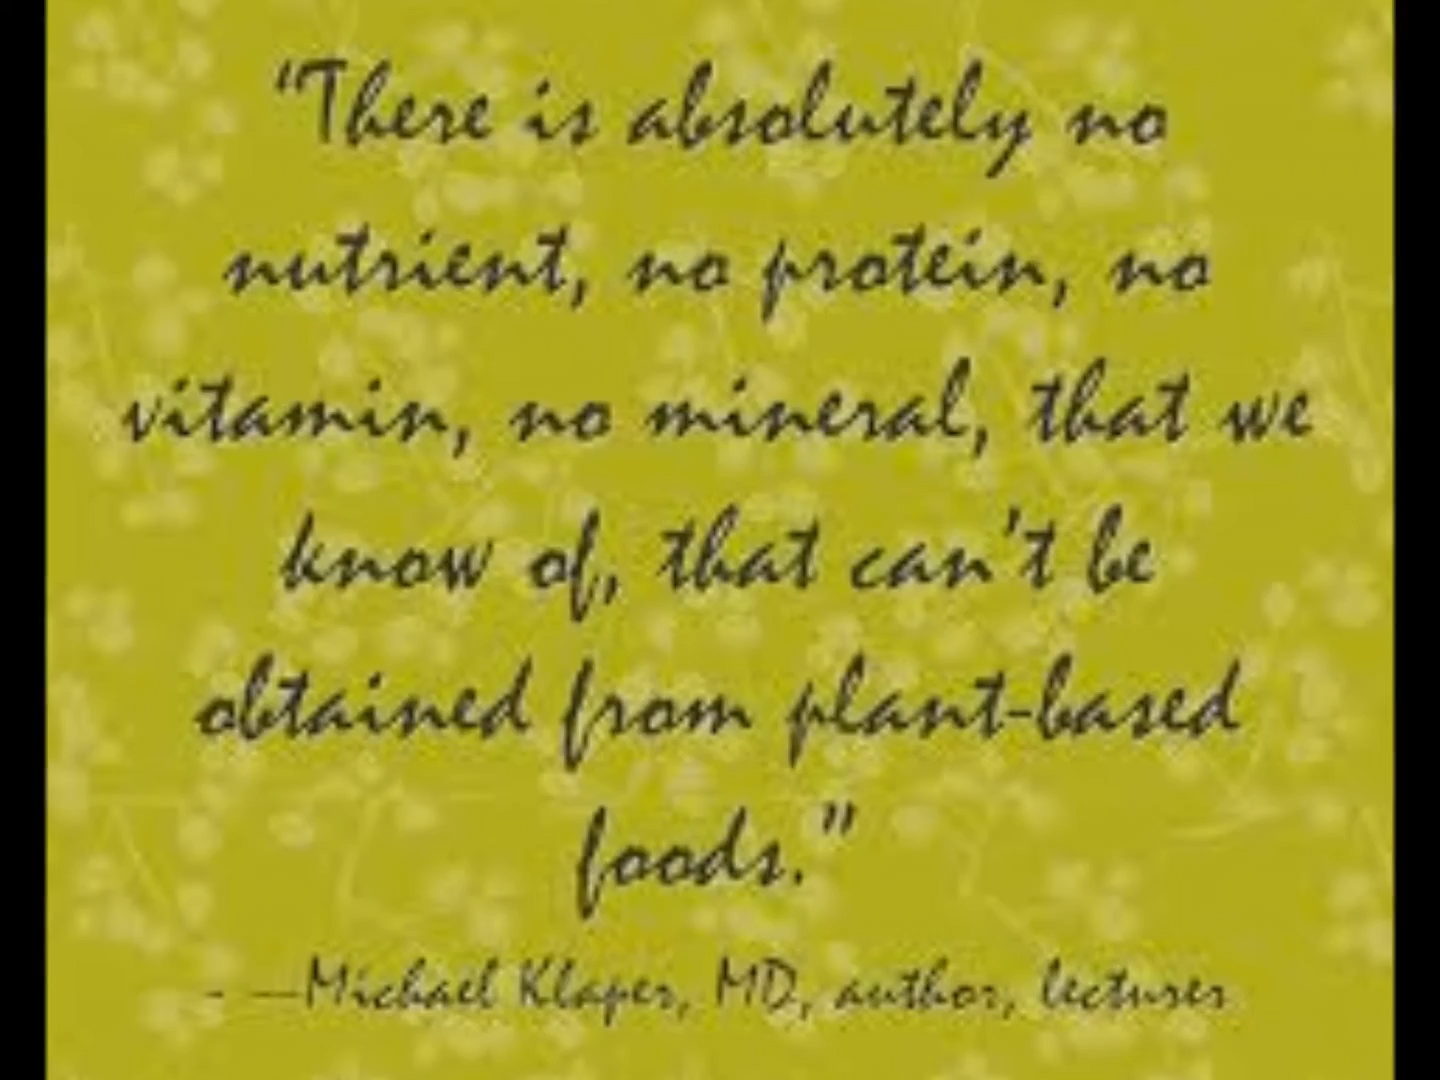 “There is absolutely no
nutrient, no protein, no
vitamin, no mineral, that we
know of, that can't be
obtained from plant-based
foods.”
- —Michael Klaper, MD, author, lecturer